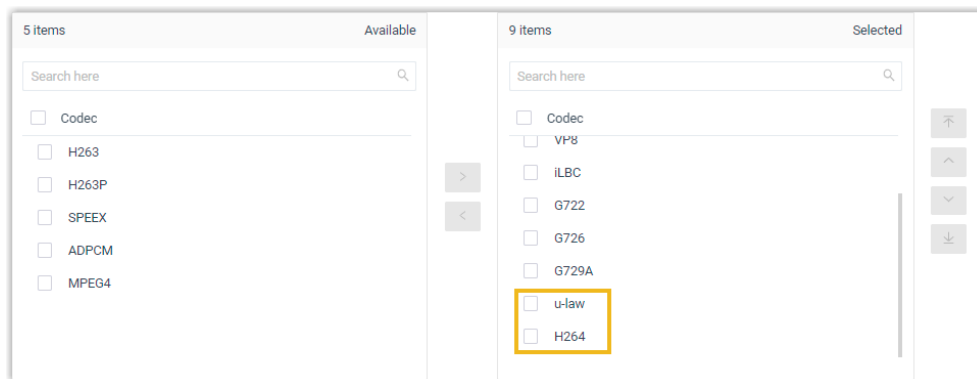 5 items
Available
Search here
Codec
H263
H263P
SPEEX
ADPCM
MPEG4
9 items
Selected
Search here
Codec
VP8
iLBC
G722
G726
G729A
u-law
H264